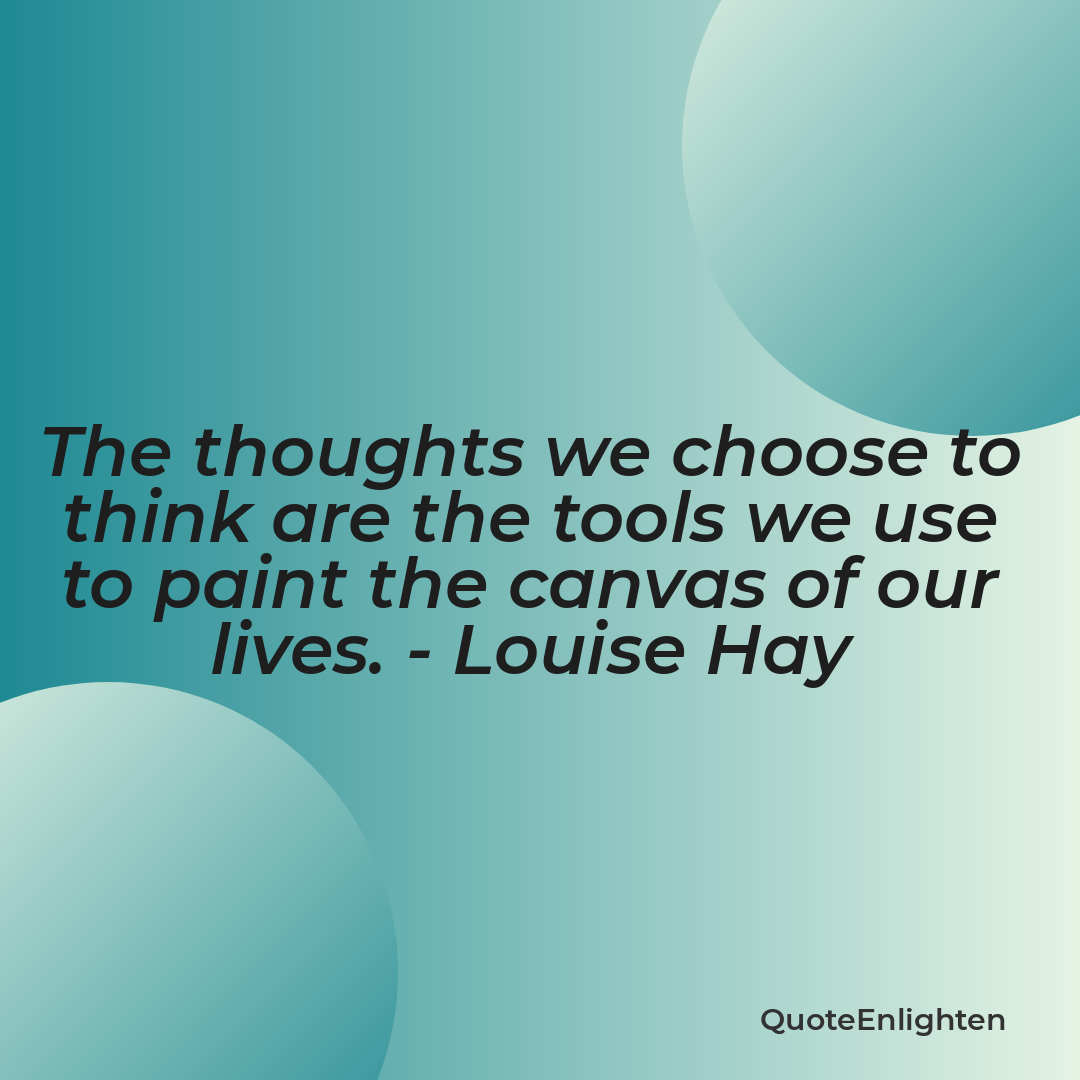 The thoughts we choose to
think are the tools we use
to paint the canvas of our
lives. - Louise Hay
QuoteEnlighten